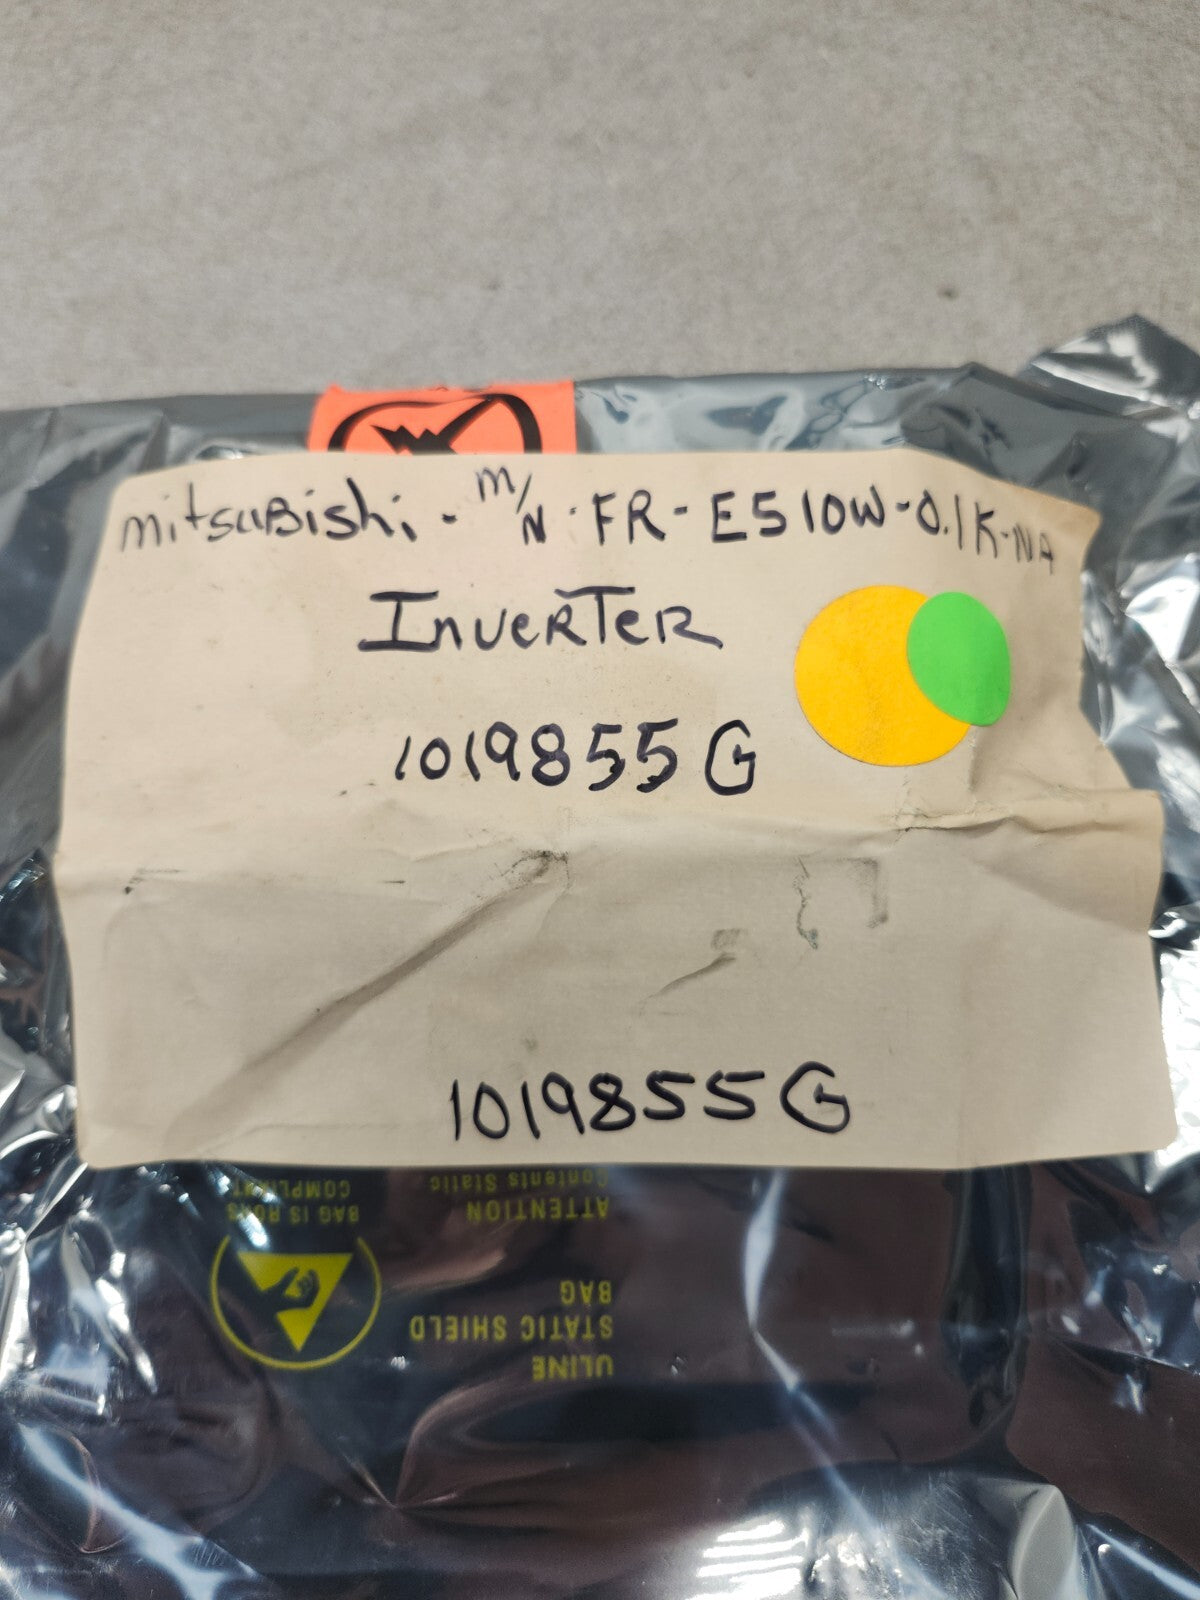 mitsuBishi - M/N - FR - E510W-0.1K-NA
InverTer
1019855G
1019855G
Contents Static
ATTENTION
BAG IS ROHS
COMPLIANT
ULINE
STATIC SHIELD
BAG